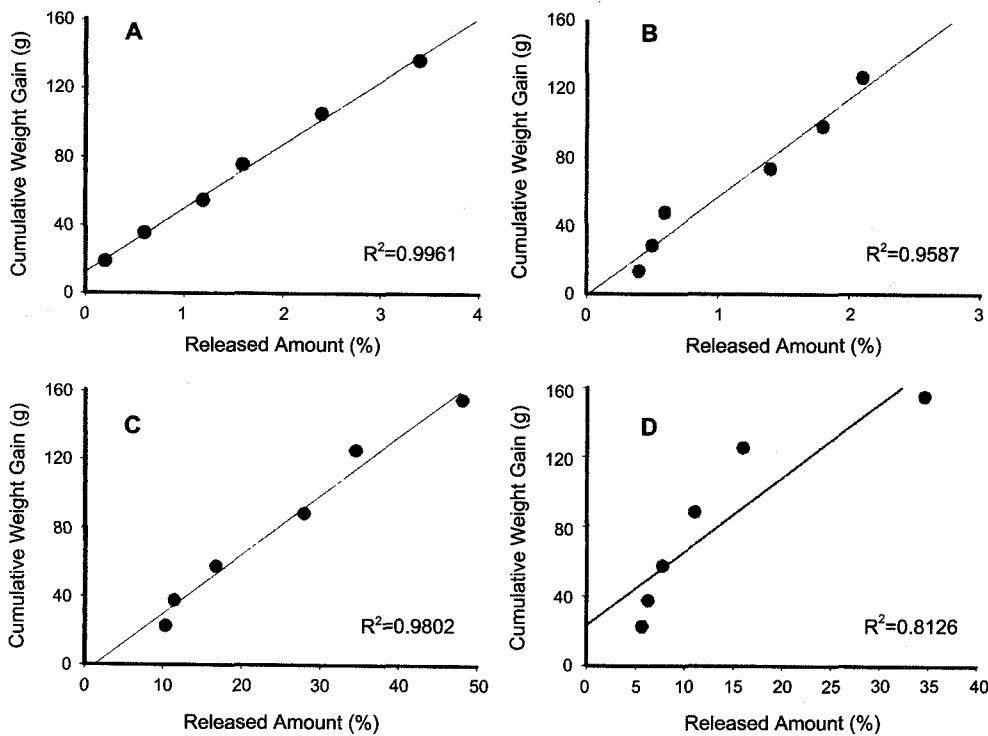 A
Cumulative Weight Gain (g)
160
120
80
40
0
R²=0.9961
0 1 2 3 4
Released Amount (%)
B
Cumulative Weight Gain (g)
160
120
80
40
0
R²=0.9587
0 1 2 3
Released Amount (%)
C
Cumulative Weight Gain (g)
160
120
80
40
0
R²=0.9802
0 10 20 30 40 50
Released Amount (%)
D
Cumulative Weight Gain (g)
160
120
80
40
0
R²=0.8126
0 5 10 15 20 25 30 35 40
Released Amount (%)